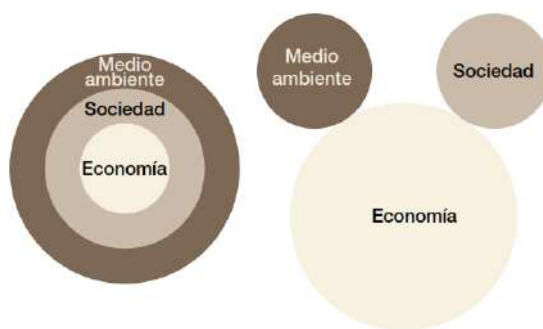 Medio
ambiente
Sociedad
Economía
Medio
ambiente
Sociedad
Economía